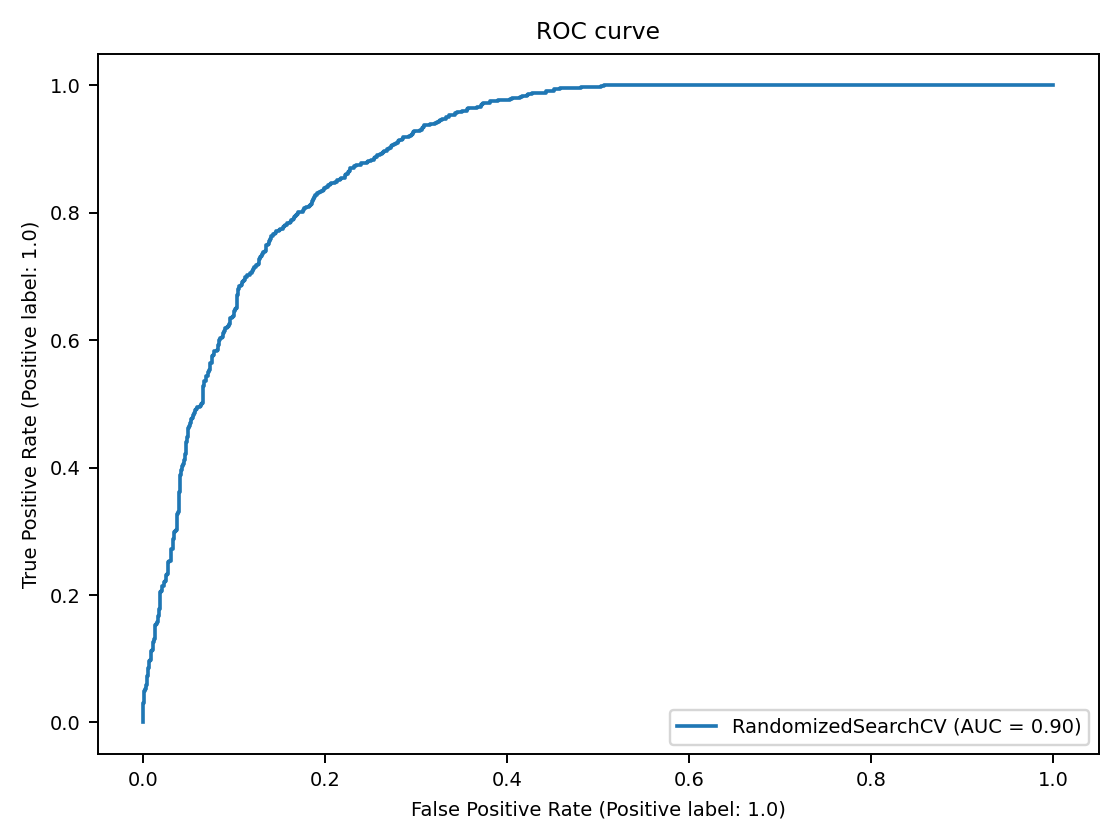 ROC curve
True Positive Rate (Positive label: 1.0)
1.0
0.8
0.6
0.4
0.2
0.0
RandomizedSearchCV (AUC = 0.90)
0.0 0.2 0.4 0.6 0.8 1.0
False Positive Rate (Positive label: 1.0)